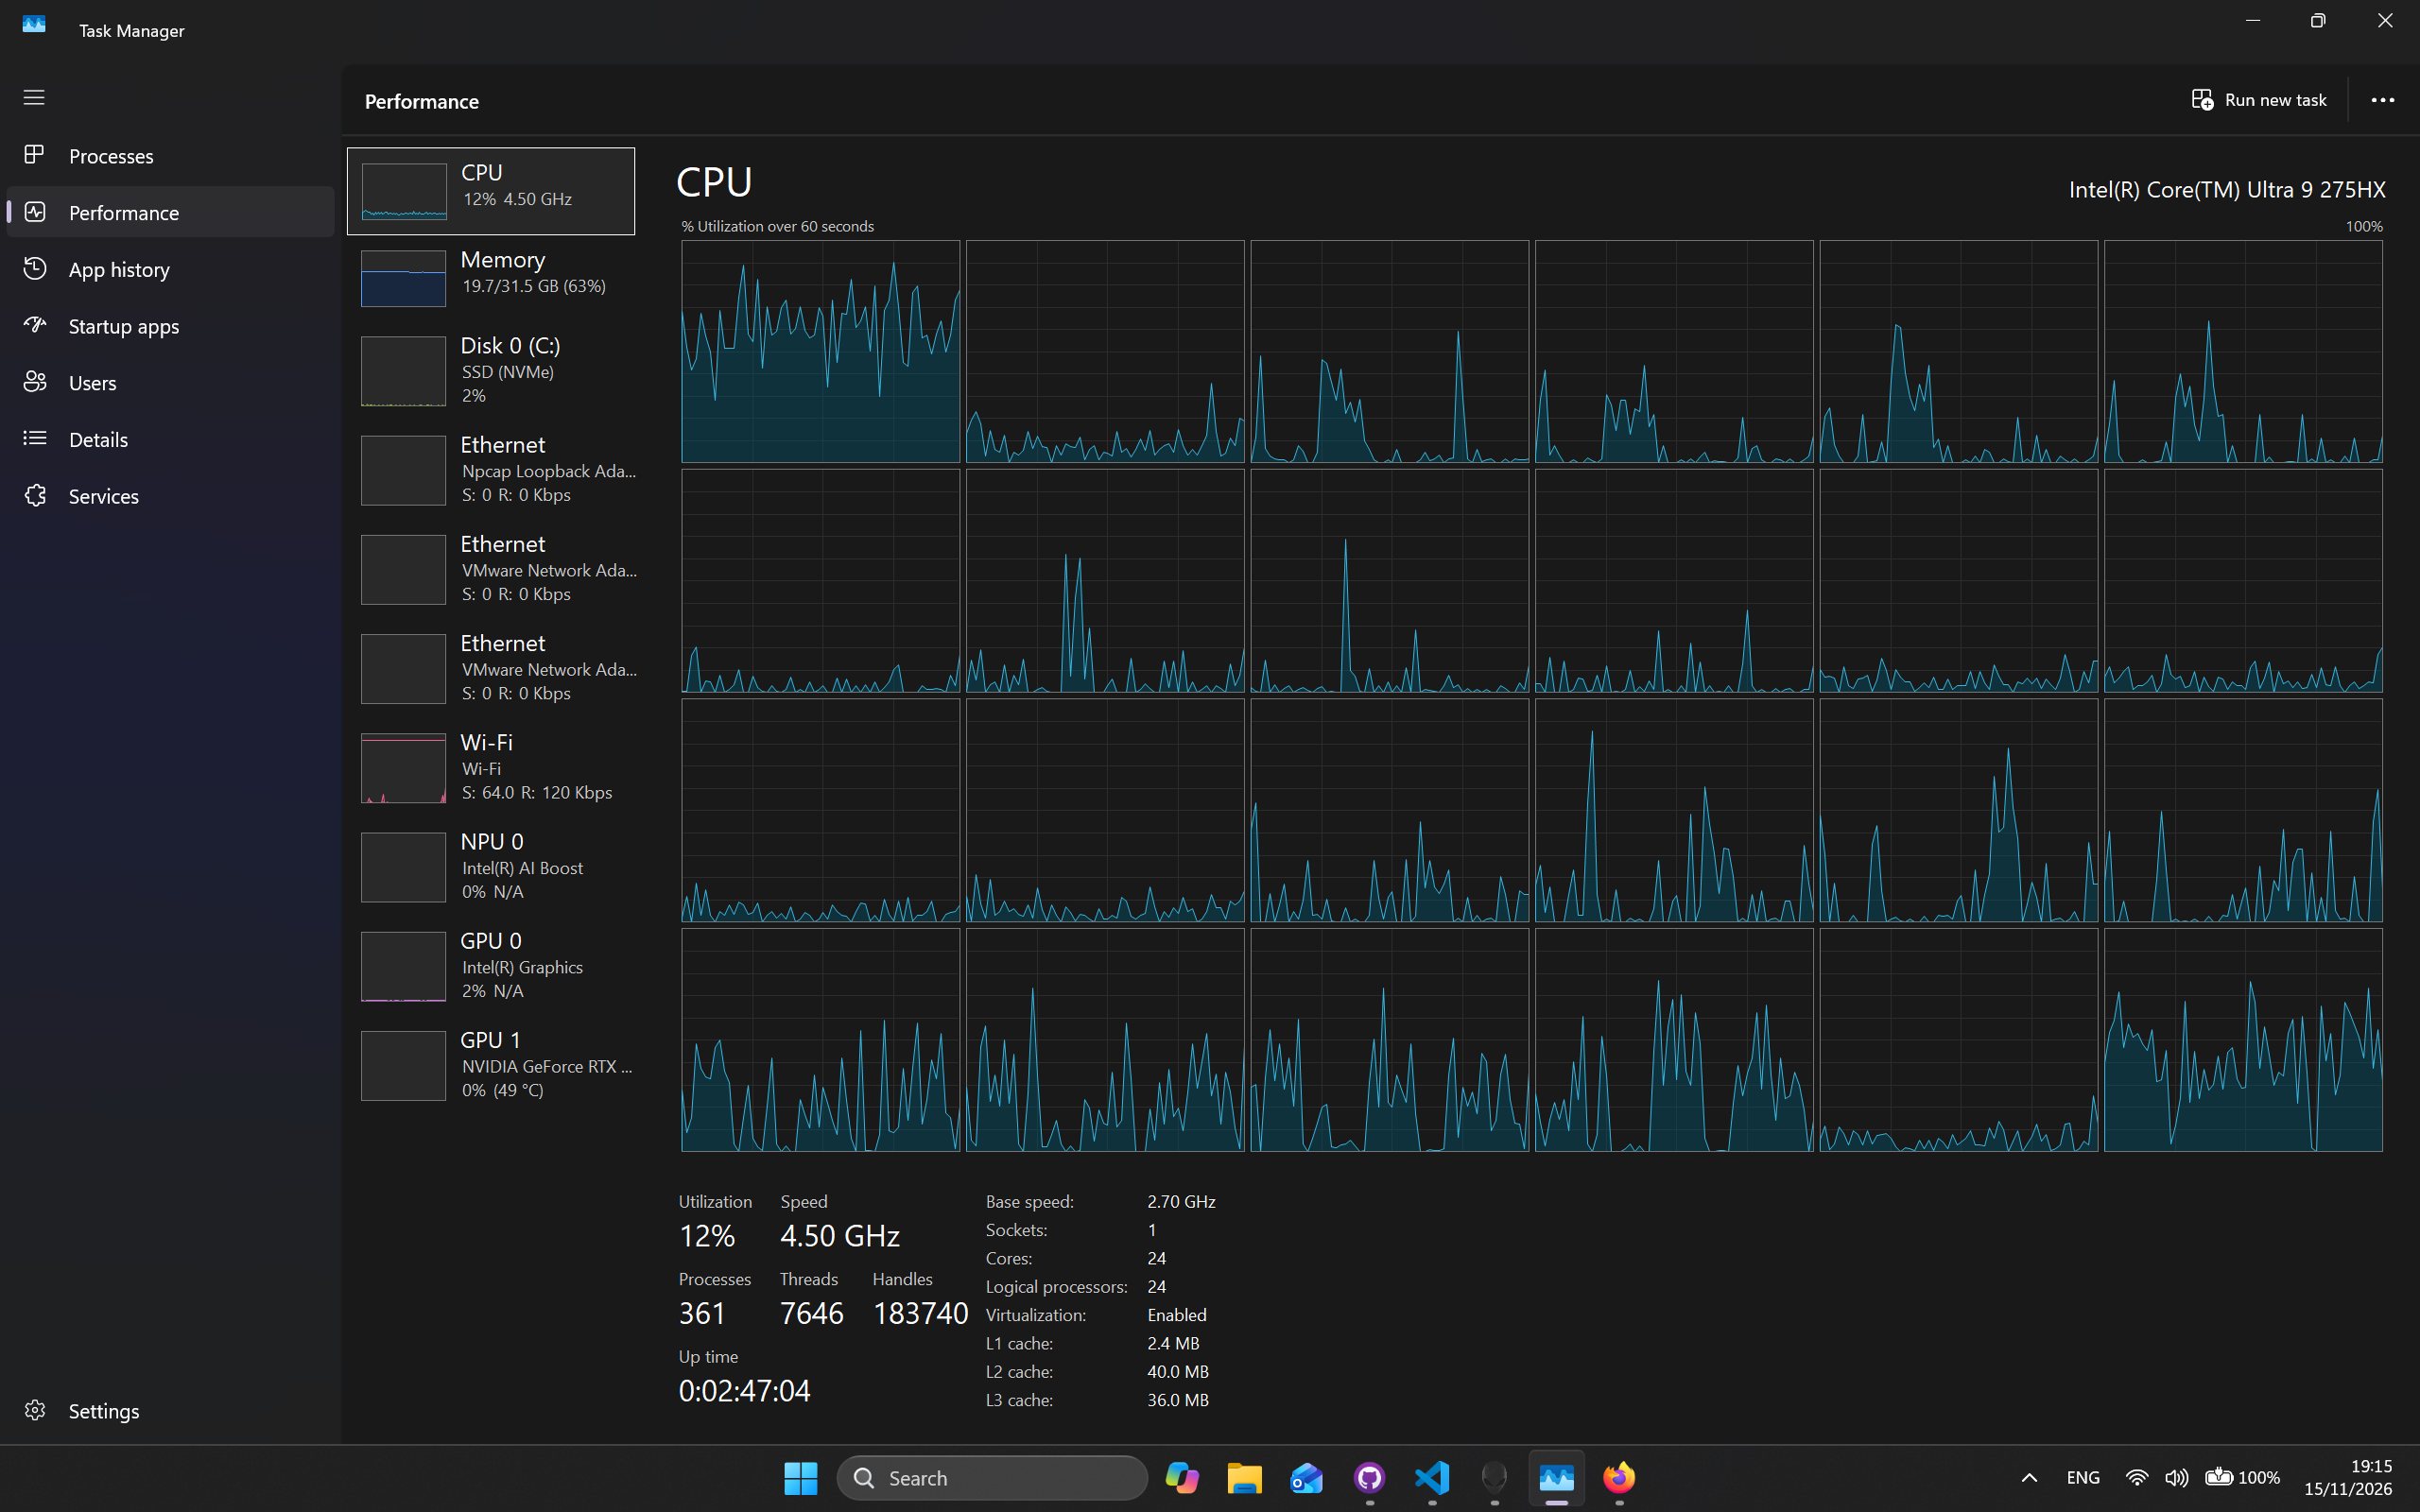 Task Manager
Performance
Run new task
Processes
Performance
App history
Startup apps
Users
Details
Services
Settings
CPU
12% 4.50 GHz
Memory
19.7/31.5 GB (63%)
Disk 0 (C:)
SSD (NVMe)
2%
Ethernet
Npcap Loopback Ada...
S: 0 R: 0 Kbps
Ethernet
VMware Network Ada...
S: 0 R: 0 Kbps
Ethernet
VMware Network Ada...
S: 0 R: 0 Kbps
Wi-Fi
Wi-Fi
S: 64.0 R: 120 Kbps
NPU 0
Intel(R) AI Boost
0% N/A
GPU 0
Intel(R) Graphics
2% N/A
GPU 1
NVIDIA GeForce RTX ...
0% (49 °C)
CPU
Intel(R) Core(TM) Ultra 9 275HX
% Utilization over 60 seconds
100%
Utilization Speed
12% 4.50 GHz
Processes Threads Handles
361 7646 183740
Up time
0:02:47:04
Base speed: 2.70 GHz
Sockets: 1
Cores: 24
Logical processors: 24
Virtualization: Enabled
L1 cache: 2.4 MB
L2 cache: 40.0 MB
L3 cache: 36.0 MB
Search
ENG
100%
19:15
15/11/2026